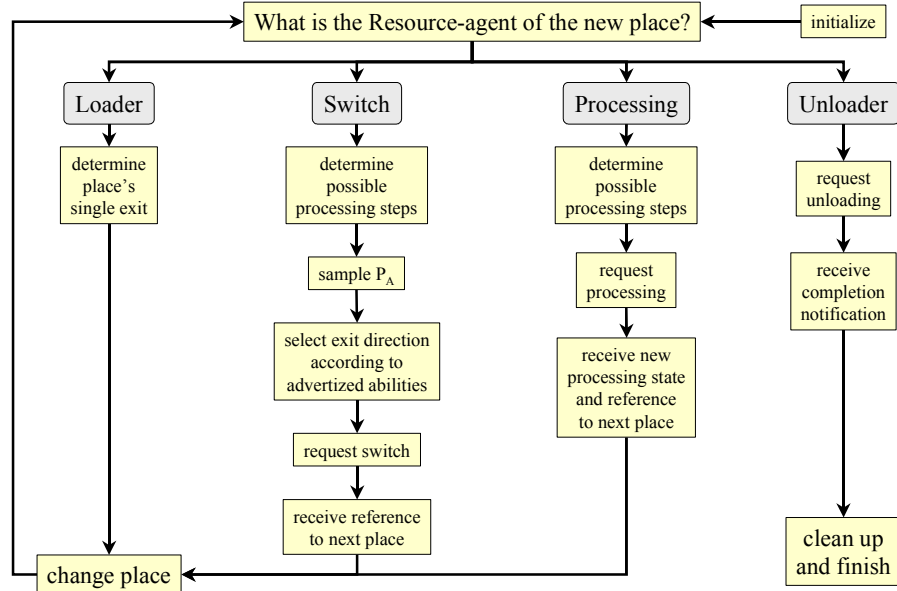 What is the Resource-agent of the new place?
initialize
Loader
Switch
Processing
Unloader
determine
place's
single exit
determine
possible
processing steps
determine
possible
processing steps
request
unloading
sample P_A
request
processing
receive
completion
notification
select exit direction
according to
advertized abilities
receive new
processing state
and reference
to next place
request switch
receive reference
to next place
clean up
and finish
change place